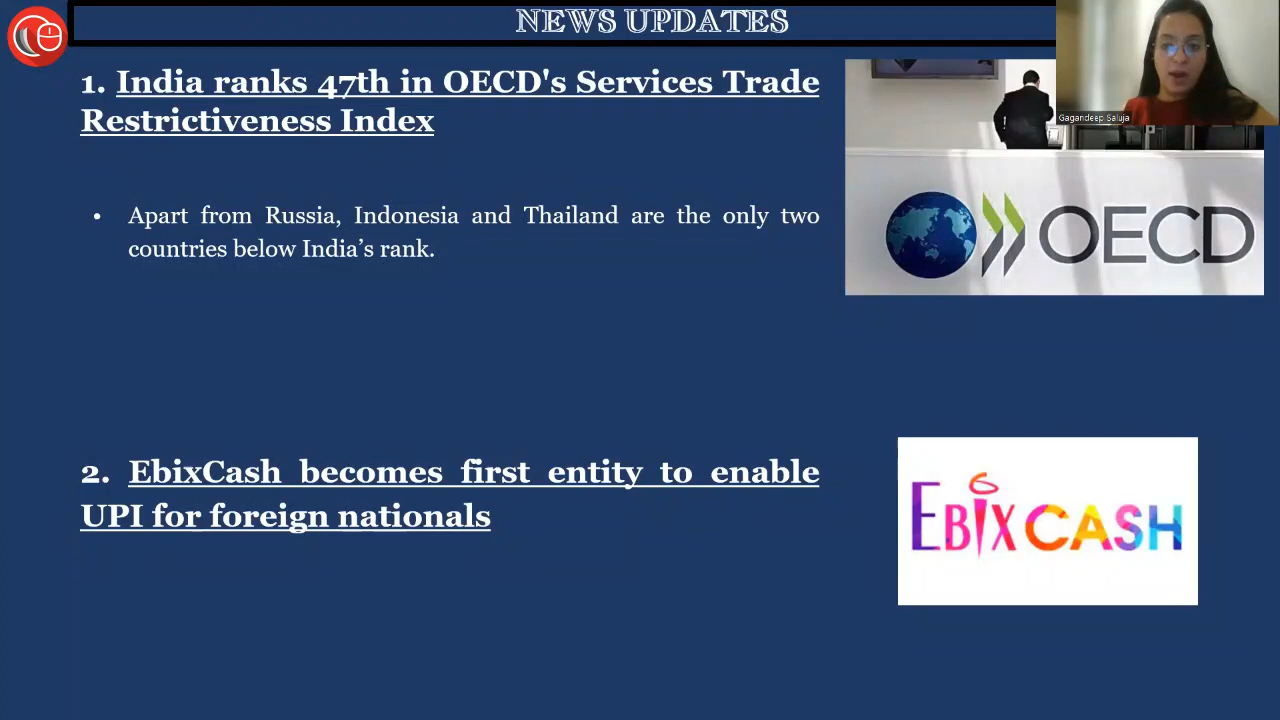 NEWS UPDATES
1. India ranks 47th in OECD's Services Trade
Restrictiveness Index
• Apart from Russia, Indonesia and Thailand are the only two
countries below India’s rank.
Gagandeep Saluja
OECD
2. EbixCash becomes first entity to enable
UPI for foreign nationals
EBIXCASH